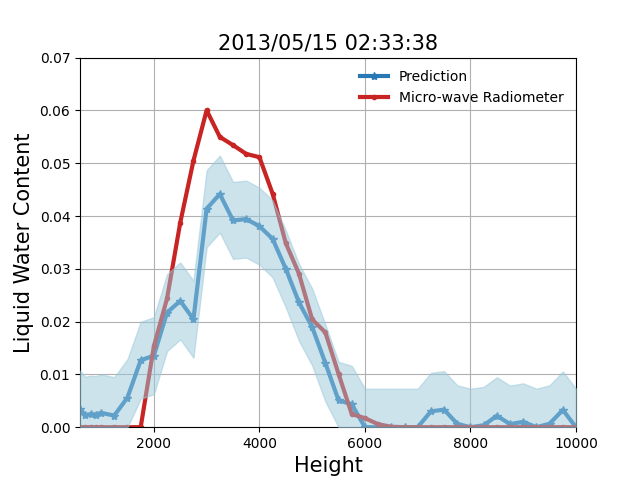 2013/05/15 02:33:38
Prediction
Micro-wave Radiometer
Liquid Water Content
0.07
0.06
0.05
0.04
0.03
0.02
0.01
0.00
2000 4000 6000 8000 10000
Height